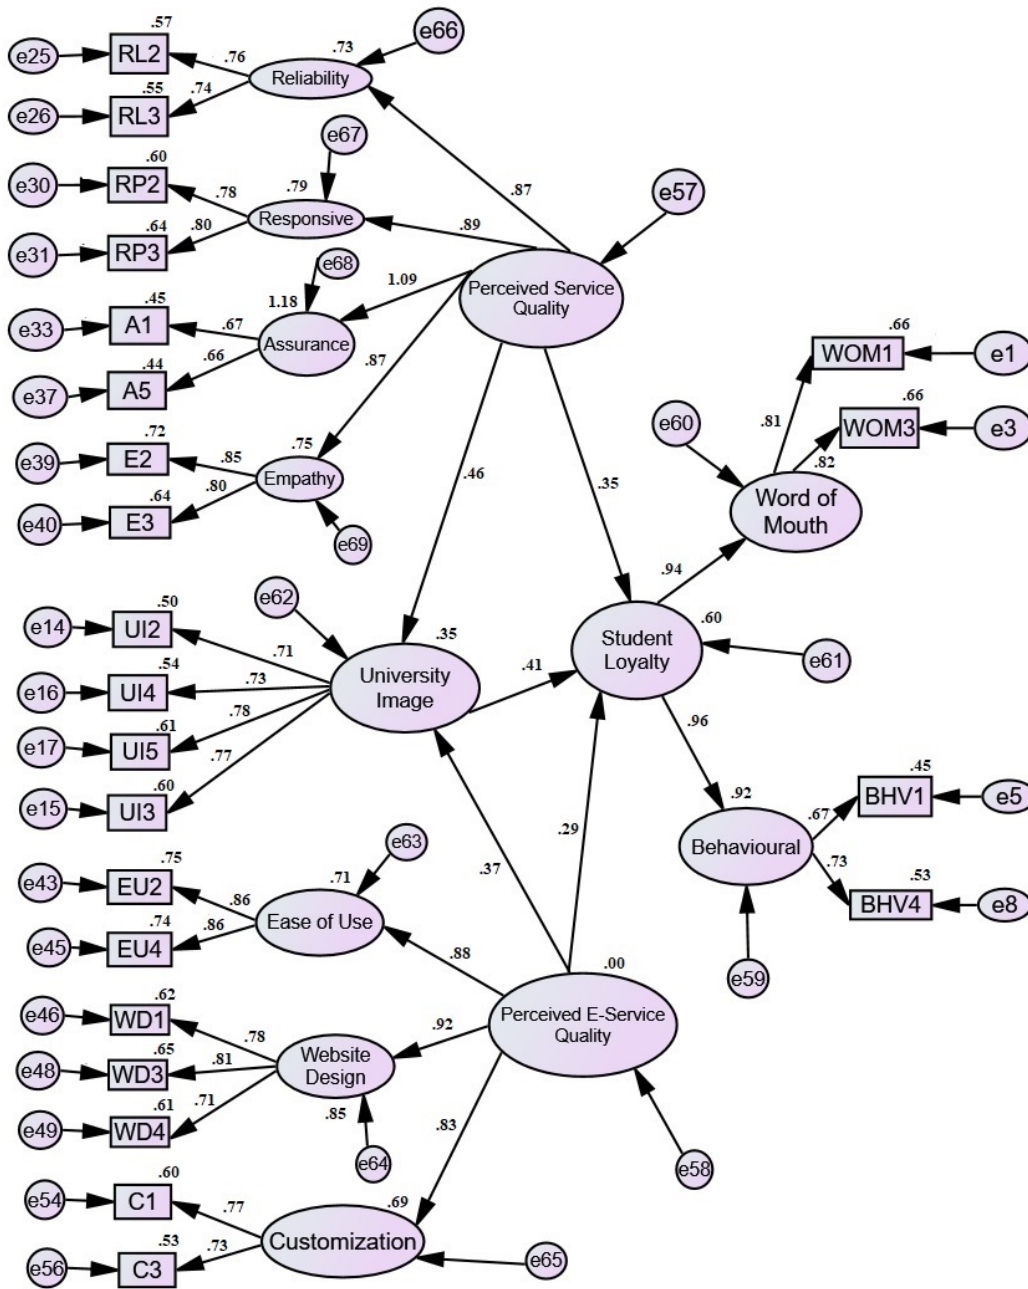 .57
e25
RL2
.76
.73
e66
Reliability
.55
.74
e26
RL3
e67
.60
e30
RP2
.78
.79
Responsive
.87
.89
e57
.64
.80
e31
RP3
e68
1.09
Perceived Service
Quality
.45
1.18
e33
A1
.67
Assurance
.44
.66
e37
A5
.87
.66
WOM1
e1
.72
.75
e39
E2
.85
Empathy
.81
.66
WOM3
e3
e60
.82
.64
.80
e40
E3
e69
.46
.35
Word of
Mouth
.94
e62
.50
e14
UI2
.71
.35
.60
Student
Loyalty
e61
.54
e16
UI4
.73
University
Image
.41
.61
.78
e17
UI5
.77
.96
.60
e15
UI3
.45
.92
BHV1
e5
.67
.29
Behavioural
.73
.53
BHV4
e8
e59
.37
e63
.75
.71
e43
EU2
.86
Ease of Use
.74
.86
e45
EU4
.88
.00
Perceived E-Service
Quality
.62
e46
WD1
.78
.92
.65
.81
Website
Design
e48
WD3
.61
.71
.85
e49
WD4
e64
.83
e58
.60
e54
C1
.77
.69
Customization
.53
.73
e56
C3
e65